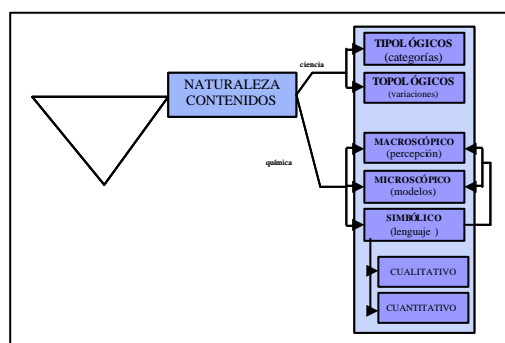 NATURALEZA
CONTENIDOS
ciencia
química
TIPOLÓGICOS
(categorías)
TOPOLÓGICOS
(variaciones)
MACROSCÓPICO
(percepción)
MICROSCÓPICO
(modelos)
SIMBÓLICO
(lenguaje )
CUALITATIVO
CUANTITATIVO